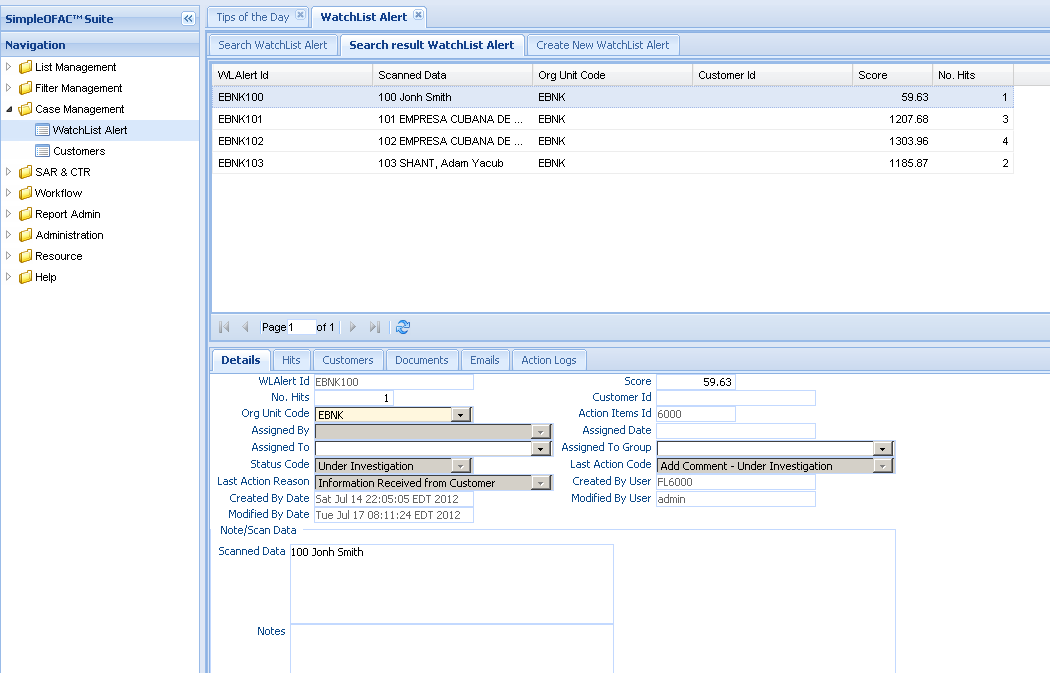 SimpleOFAC™ Suite
Navigation
List Management
Filter Management
Case Management
WatchList Alert
Customers
SAR & CTR
Workflow
Report Admin
Administration
Resource
Help
Tips of the Day WatchList Alert
Search WatchList Alert Search result WatchList Alert Create New WatchList Alert
WLAlert Id Scanned Data Org Unit Code Customer Id Score No. Hits
EBNK100 100 Jonh Smith EBNK 59.63 1
EBNK101 101 EMPRESA CUBANA DE ... EBNK 1207.68 3
EBNK102 102 EMPRESA CUBANA DE ... EBNK 1303.96 4
EBNK103 103 SHANT, Adam Yacub EBNK 1185.87 2
Page 1 of 1
Details Hits Customers Documents Emails Action Logs
WLAlert Id EBNK100 Score 59.63
No. Hits 1 Customer Id
Org Unit Code EBNK Action Items Id 6000
Assigned By Assigned Date
Assigned To Assigned To Group
Status Code Under Investigation Last Action Code Add Comment - Under Investigation
Last Action Reason Information Received from Customer Created By User FL6000
Created By Date Sat Jul 14 22:05:05 EDT 2012 Modified By User admin
Modified By Date Tue Jul 17 08:11:24 EDT 2012
Note/Scan Data
Scanned Data 100 Jonh Smith
Notes